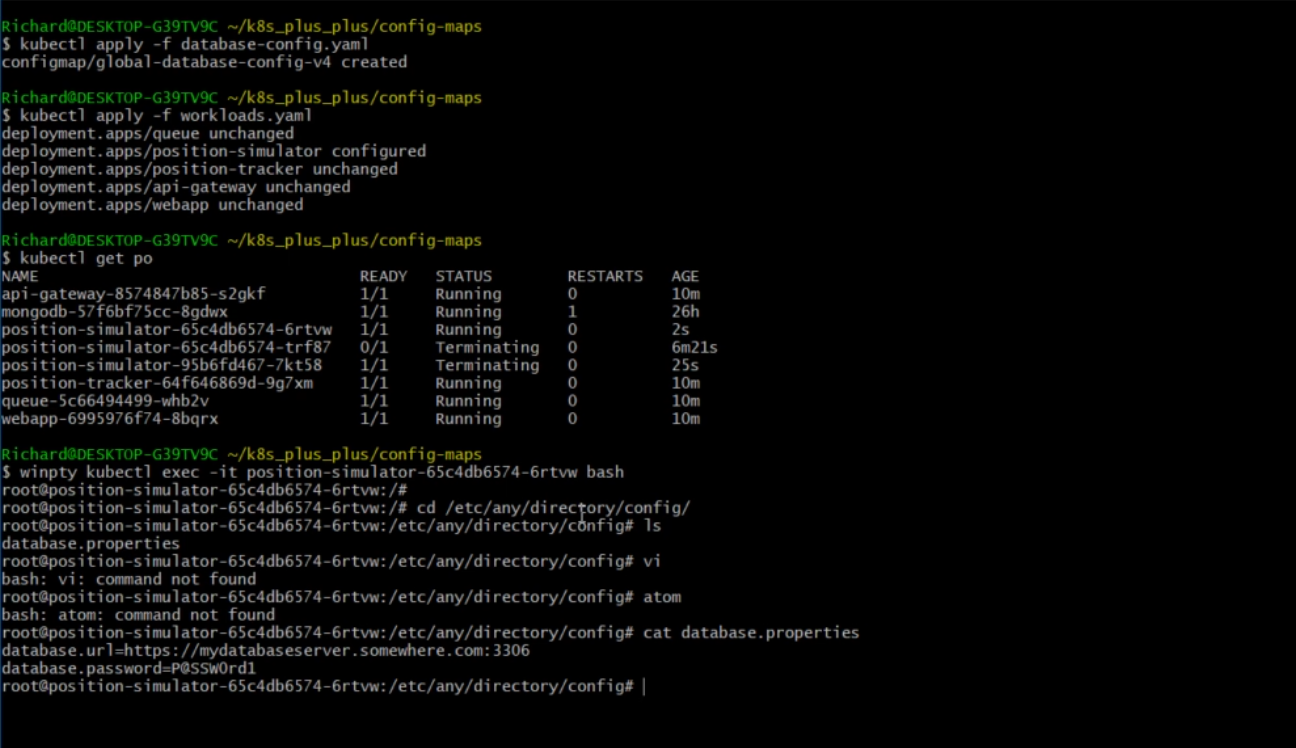 Richard@DESKTOP-G39TV9C ~/k8s_plus_plus/config-maps
$ kubectl apply -f database-config.yaml
configmap/global-database-config-v4 created
Richard@DESKTOP-G39TV9C ~/k8s_plus_plus/config-maps
$ kubectl apply -f workloads.yaml
deployment.apps/queue unchanged
deployment.apps/position-simulator configured
deployment.apps/position-tracker unchanged
deployment.apps/api-gateway unchanged
deployment.apps/webapp unchanged
Richard@DESKTOP-G39TV9C ~/k8s_plus_plus/config-maps
$ kubectl get po
NAME READY STATUS RESTARTS AGE
api-gateway-8574847b85-s2gkf 1/1 Running 0 10m
mongodb-57f6bf75cc-8gdwx 1/1 Running 1 26h
position-simulator-65c4db6574-6rtvw 1/1 Running 0 2s
position-simulator-65c4db6574-trf87 0/1 Terminating 0 6m21s
position-simulator-95b6fd467-7kt58 1/1 Terminating 0 25s
position-tracker-64f646869d-9g7xm 1/1 Running 0 10m
queue-5c66494499-whb2v 1/1 Running 0 10m
webapp-6995976f74-8bqrx 1/1 Running 0 10m
Richard@DESKTOP-G39TV9C ~/k8s_plus_plus/config-maps
$ winpty kubectl exec -it position-simulator-65c4db6574-6rtvw bash
root@position-simulator-65c4db6574-6rtvw:/#
root@position-simulator-65c4db6574-6rtvw:/# cd /etc/any/directory/config/
root@position-simulator-65c4db6574-6rtvw:/etc/any/directory/config# ls
database.properties
root@position-simulator-65c4db6574-6rtvw:/etc/any/directory/config# vi
bash: vi: command not found
root@position-simulator-65c4db6574-6rtvw:/etc/any/directory/config# atom
bash: atom: command not found
root@position-simulator-65c4db6574-6rtvw:/etc/any/directory/config# cat database.properties
database.url=https://mydatabaseserver.somewhere.com:3306
database.password=P@SSW0rd1
root@position-simulator-65c4db6574-6rtvw:/etc/any/directory/config#